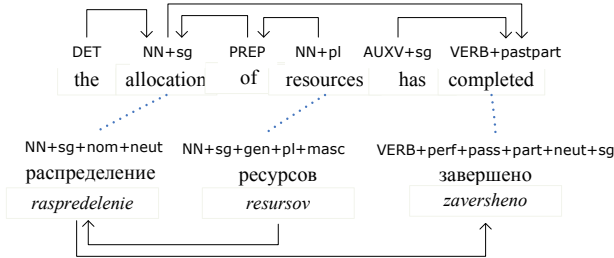 DET NN+sg PREP NN+pl AUXV+sg VERB+pastpart
the allocation of resources has completed
NN+sg+nom+neut NN+sg+gen+pl+masc VERB+perf+pass+part+neut+sg
распределение ресурсов завершено
raspredelenie resursov zaversheno